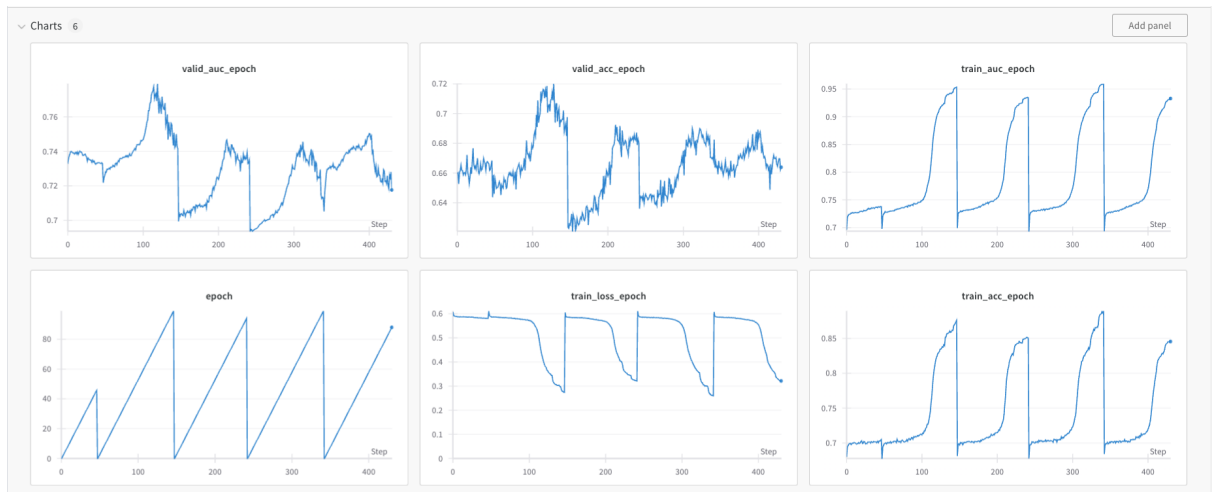 Charts 6
Add panel
valid_auc_epoch
0.76
0.74
0.72
0.7
Step
0 100 200 300 400
valid_acc_epoch
0.72
0.7
0.68
0.66
0.64
Step
0 100 200 300 400
train_auc_epoch
0.95
0.9
0.85
0.8
0.75
0.7
Step
0 100 200 300 400
epoch
80
60
40
20
0
Step
0 100 200 300 400
train_loss_epoch
0.6
0.5
0.4
0.3
0.2
0.1
0
Step
0 100 200 300 400
train_acc_epoch
0.85
0.8
0.75
0.7
Step
0 100 200 300 400